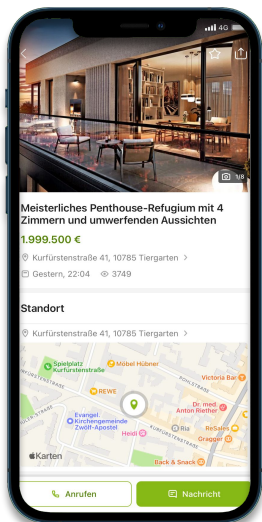 4G
1/8
Meisterliches Penthouse-Refugium mit 4
Zimmern und umwerfenden Aussichten
1.999.500 €
Kurfürstenstraße 41, 10785 Tiergarten
Gestern, 22:04 3749
Standort
Kurfürstenstraße 41, 10785 Tiergarten
Spielplatz
Kurfürstenstraße
Möbel Hübner
Victoria Bar
REWE
Dr. med.
Anton Riether
Evangel.
Kirchengemeinde
Zwölf-Apostel
Heidi
Ria
ReSales
Gragger
Karten
Back & Snack
Anrufen
Nachricht